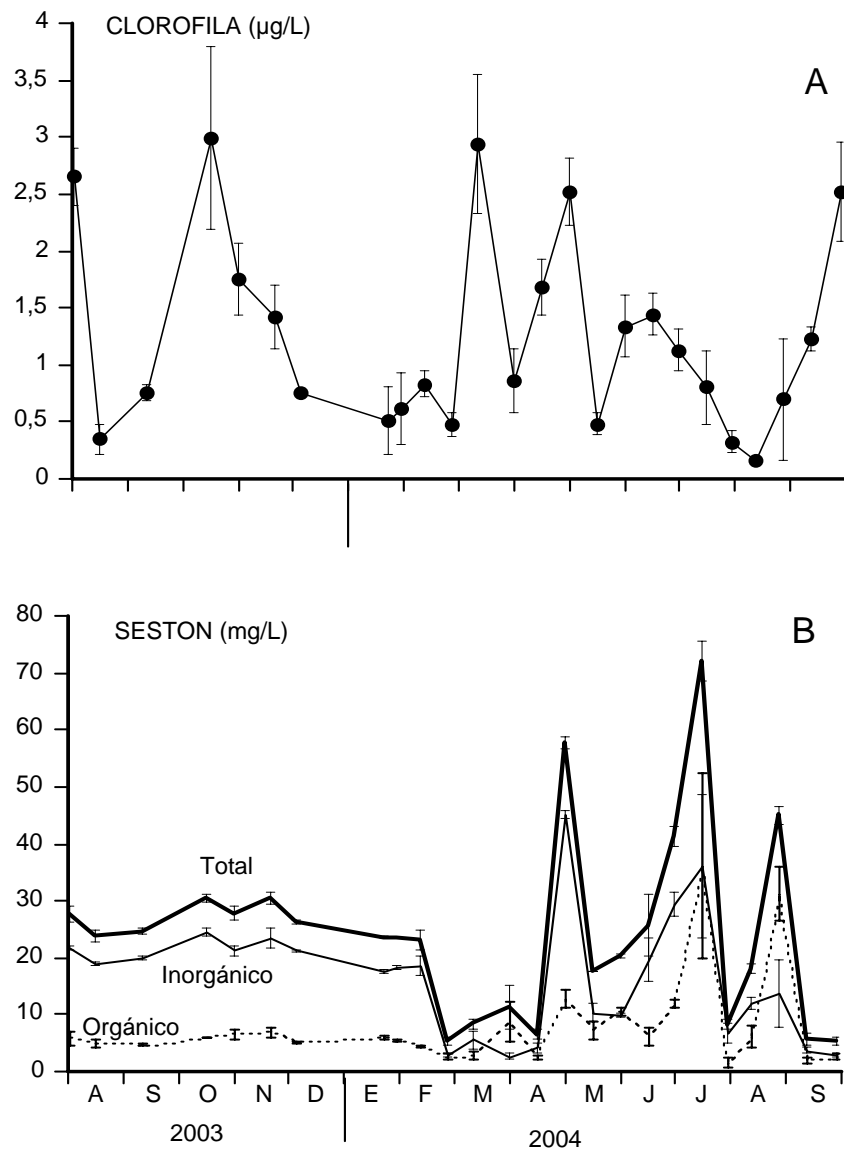 CLOROFILA (µg/L)
A
4
3,5
3
2,5
2
1,5
1
0,5
0
SESTON (mg/L)
B
80
70
60
50
40
30
20
10
0
Total
Inorgánico
Orgánico
A S O N D E F M A M J J A S
2003 2004